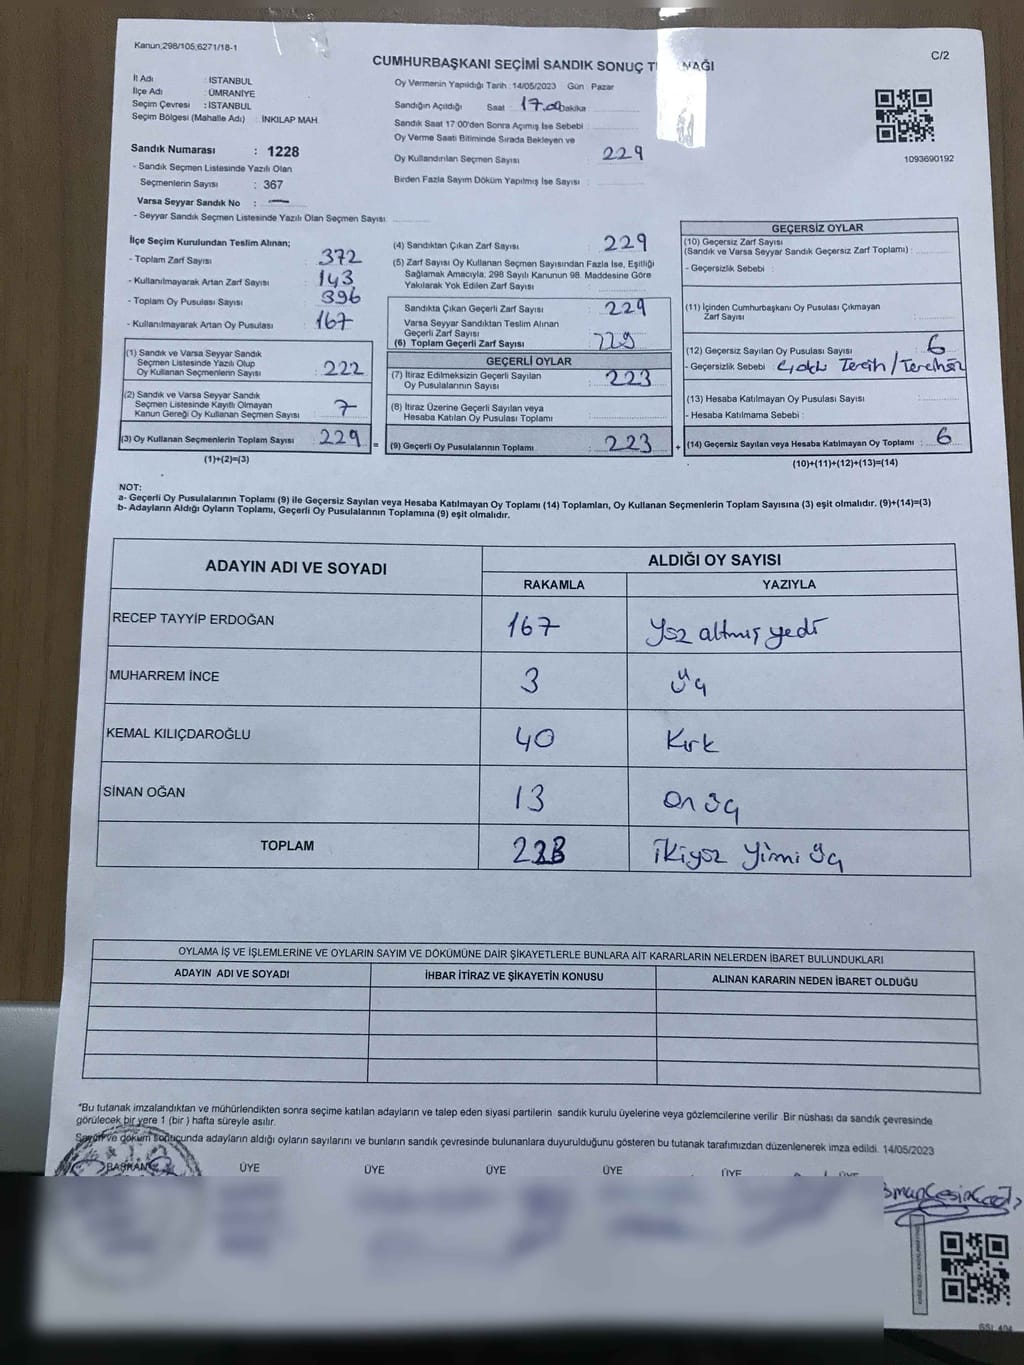 Kanun;298/105;6271/18-1
C/2
CUMHURBAŞKANI SEÇİMİ SANDIK SONUÇ
İl Adı : İSTANBUL
İlçe Adı : ÜMRANİYE
Seçim Çevresi : İSTANBUL
Seçim Bölgesi (Mahalle Adı) : İNKILAP MAH.
Sandık Numarası : 1228
- Sandık Seçmen Listesinde Yazılı Olan
Seçmenlerin Sayısı : 367
Varsa Seyyar Sandık No : —
- Seyyar Sandık Seçmen Listesinde Yazılı Olan Seçmen Sayısı
Oy Vermenin Yapıldığı Tarih :14/05/2023 Gün Pazar
Sandığın Açıldığı Saat 17.00 Dakika
Sandık Saat 17:00'den Sonra Açımış İse Sebebi :
Oy Verme Saati Bitiminde Sırada Bekleyen ve
Oy Kullandırılan Seçmen Sayısı : 229
Birden Fazla Sayım Döküm Yapılmış İse Sayısı :
1093690192
İlçe Seçim Kurulundan Teslim Alınan;
- Toplam Zarf Sayısı : 372
- Kullanılmayarak Artan Zarf Sayısı : 143
- Toplam Oy Pusulası Sayısı : 396
- Kullanılmayarak Artan Oy Pusulası : 167
(1) Sandık ve Varsa Seyyar Sandık
Seçmen Listesinde Yazılı Olup
Oy Kullanan Seçmenlerin Sayısı : 222
(2) Sandık ve Varsa Seyyar Sandık
Seçmen Listesinde Kayıtlı Olmayan
Kanun Gereği Oy Kullanan Seçmen Sayısı : 7
(3) Oy Kullanan Seçmenlerin Toplam Sayısı : 229 =
(1)+(2)=(3)
(4) Sandıktan Çıkan Zarf Sayısı : 229
(5) Zarf Sayısı Oy Kullanan Seçmen Sayısından Fazla İse, Eşitliği
Sağlamak Amacıyla; 298 Sayılı Kanunun 98. Maddesine Göre
Yakılarak Yok Edilen Zarf Sayısı :
Sandıkta Çıkan Geçerli Zarf Sayısı : 229
Varsa Seyyar Sandıktan Teslim Alınan
Geçerli Zarf Sayısı :
(6) Toplam Geçerli Zarf Sayısı : 229
GEÇERLİ OYLAR
(7) İtiraz Edilmeksizin Geçerli Sayılan
Oy Pusulalarının Sayısı : 223
(8) İtiraz Üzerine Geçerli Sayılan veya
Hesaba Katılan Oy Pusulası Toplamı :
(9) Geçerli Oy Pusulalarının Toplamı : 223 +
GEÇERSİZ OYLAR
(10) Geçersiz Zarf Sayısı
(Sandık ve Varsa Seyyar Sandık Geçersiz Zarf Toplamı) :
- Geçersizlik Sebebi :
(11) İçinden Cumhurbaşkanı Oy Pusulası Çıkmayan
Zarf Sayısı :
(12) Geçersiz Sayılan Oy Pusulası Sayısı : 6
- Geçersizlik Sebebi Tercih/Tercihsiz
(13) Hesaba Katılmayan Oy Pusulası Sayısı :
- Hesaba Katılmama Sebebi :
(14) Geçersiz Sayılan veya Hesaba Katılmayan Oy Toplamı : 6
(10)+(11)+(12)+(13)=(14)
NOT:
a- Geçerli Oy Pusulalarının Toplamı (9) ile Geçersiz Sayılan veya Hesaba Katılmayan Oy Toplamı (14) Toplamları, Oy Kullanan Seçmenlerin Toplam Sayısına (3) eşit olmalıdır. (9)+(14)=(3)
b- Adayların Aldığı Oyların Toplamı, Geçerli Oy Pusulalarının Toplamına (9) eşit olmalıdır.
ADAYIN ADI VE SOYADI
ALDIĞI OY SAYISI
RAKAMLA YAZIYLA
RECEP TAYYİP ERDOĞAN 167 Yüz altmış yedi
MUHARREM İNCE 3 üç
KEMAL KILIÇDAROĞLU 40 Kırk
SİNAN OĞAN 13 on üç
TOPLAM 223 ikiyüz yirmi üç
OYLAMA İŞ VE İŞLEMLERİNE VE OYLARIN SAYIM VE DÖKÜMÜNE DAİR ŞİKAYETLERLE BUNLARA AİT KARARLARIN NELERDEN İBARET BULUNDUKLARI
ADAYIN ADI VE SOYADI
İHBAR İTİRAZ VE ŞİKAYETİN KONUSU
ALINAN KARARIN NEDEN İBARET OLDUĞU
*Bu tutanak imzalandıktan ve mühürlendikten sonra seçime katılan adayların ve talep eden siyasi partilerin sandık kurulu üyelerine veya gözlemcilerine verilir. Bir nüshası da sandık çevresinde
görülecek bir yere 1 (bir ) hafta süreyle asılır.
Sayım ve döküm sonucunda adayların aldığı oyların sayılarını ve bunların sandık çevresinde bulunanlara duyurulduğunu gösteren bu tutanak tarafımızdan düzenlenerek imza edildi. 14/05/2023
BAŞKAN ÜYE ÜYE ÜYE ÜYE ÜYE ÜYE